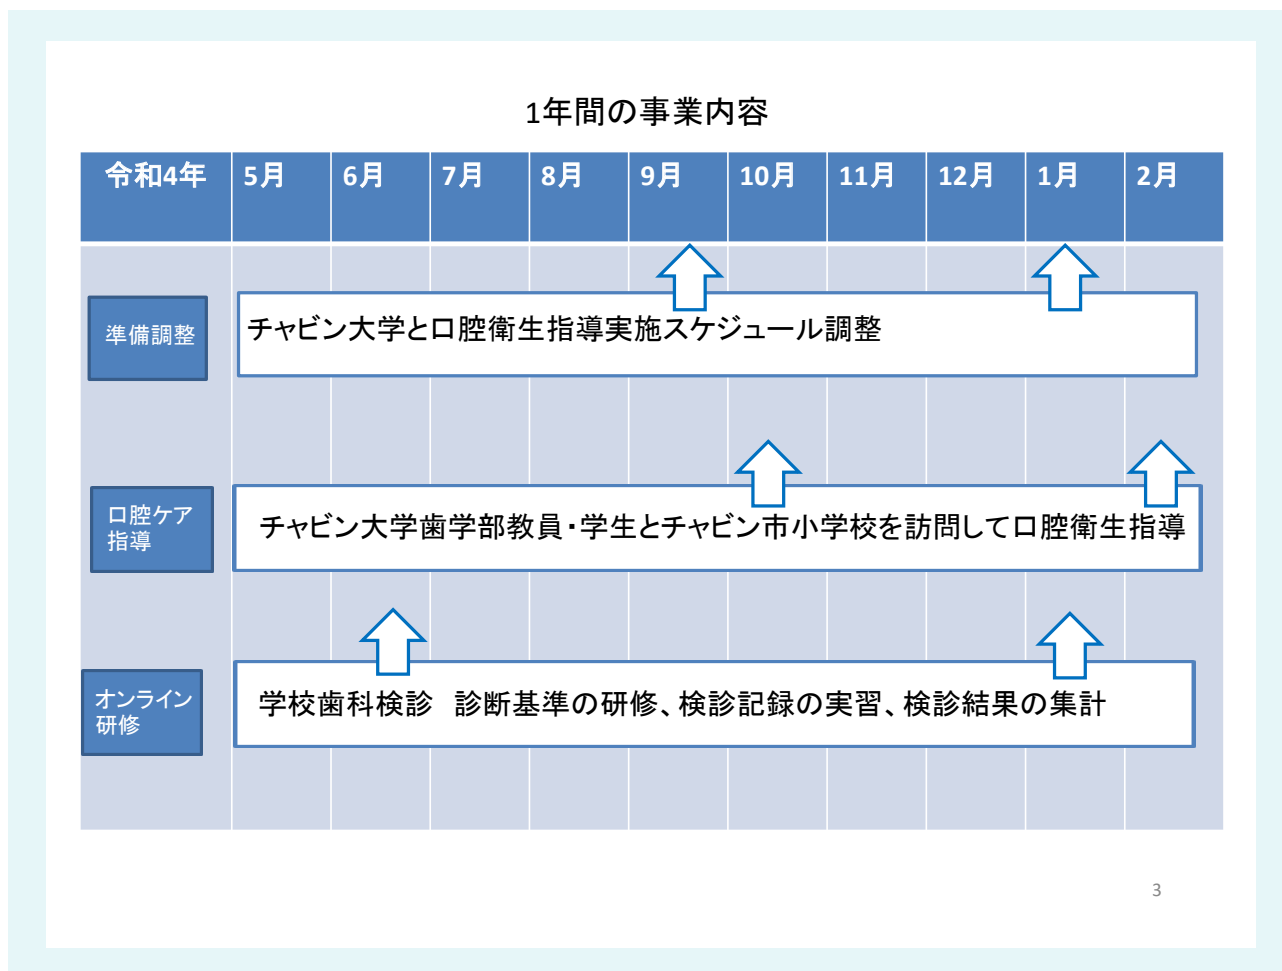 1年間の事業内容
令和4年 5月 6月 7月 8月 9月 10月 11月 12月 1月 2月
準備調整
チャビン大学と口腔衛生指導実施スケジュール調整
口腔ケア
指導
チャビン大学歯学部教員・学生とチャビン市小学校を訪問して口腔衛生指導
オンライン
研修
学校歯科検診　診断基準の研修、検診記録の実習、検診結果の集計
3